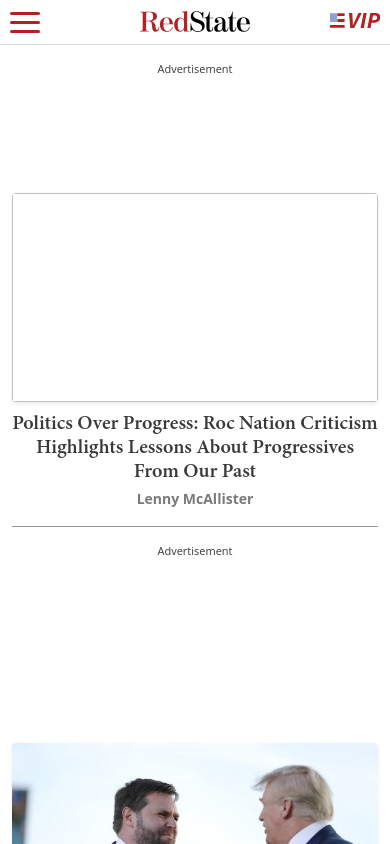 RedState
VIP
Advertisement
Politics Over Progress: Roc Nation Criticism
Highlights Lessons About Progressives
From Our Past
Lenny McAllister
Advertisement